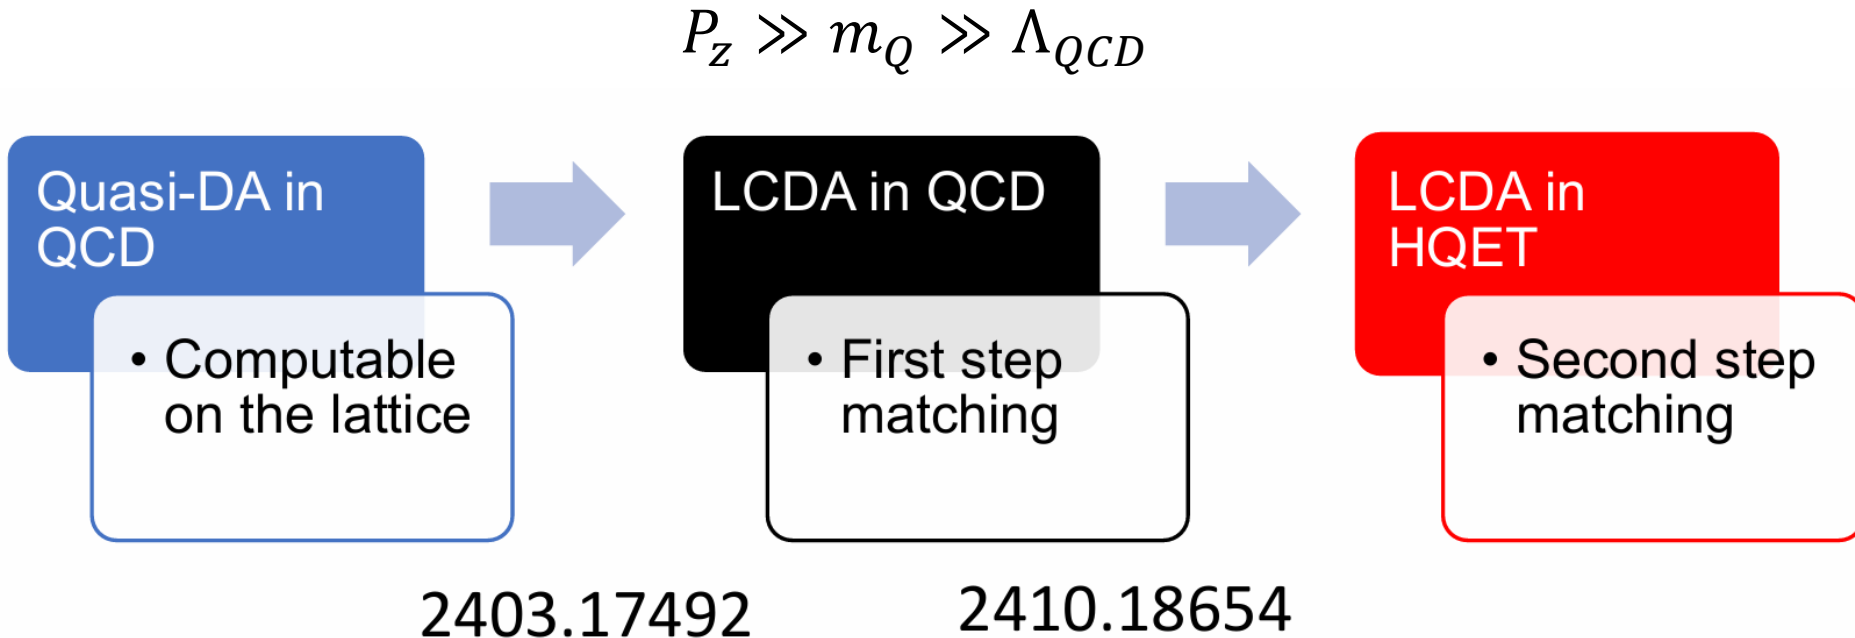 P_z ≫ m_Q ≫ Λ_QCD
Quasi-DA in
QCD
• Computable
on the lattice
LCDA in QCD
• First step
matching
LCDA in
HQET
• Second step
matching
2403.17492
2410.18654